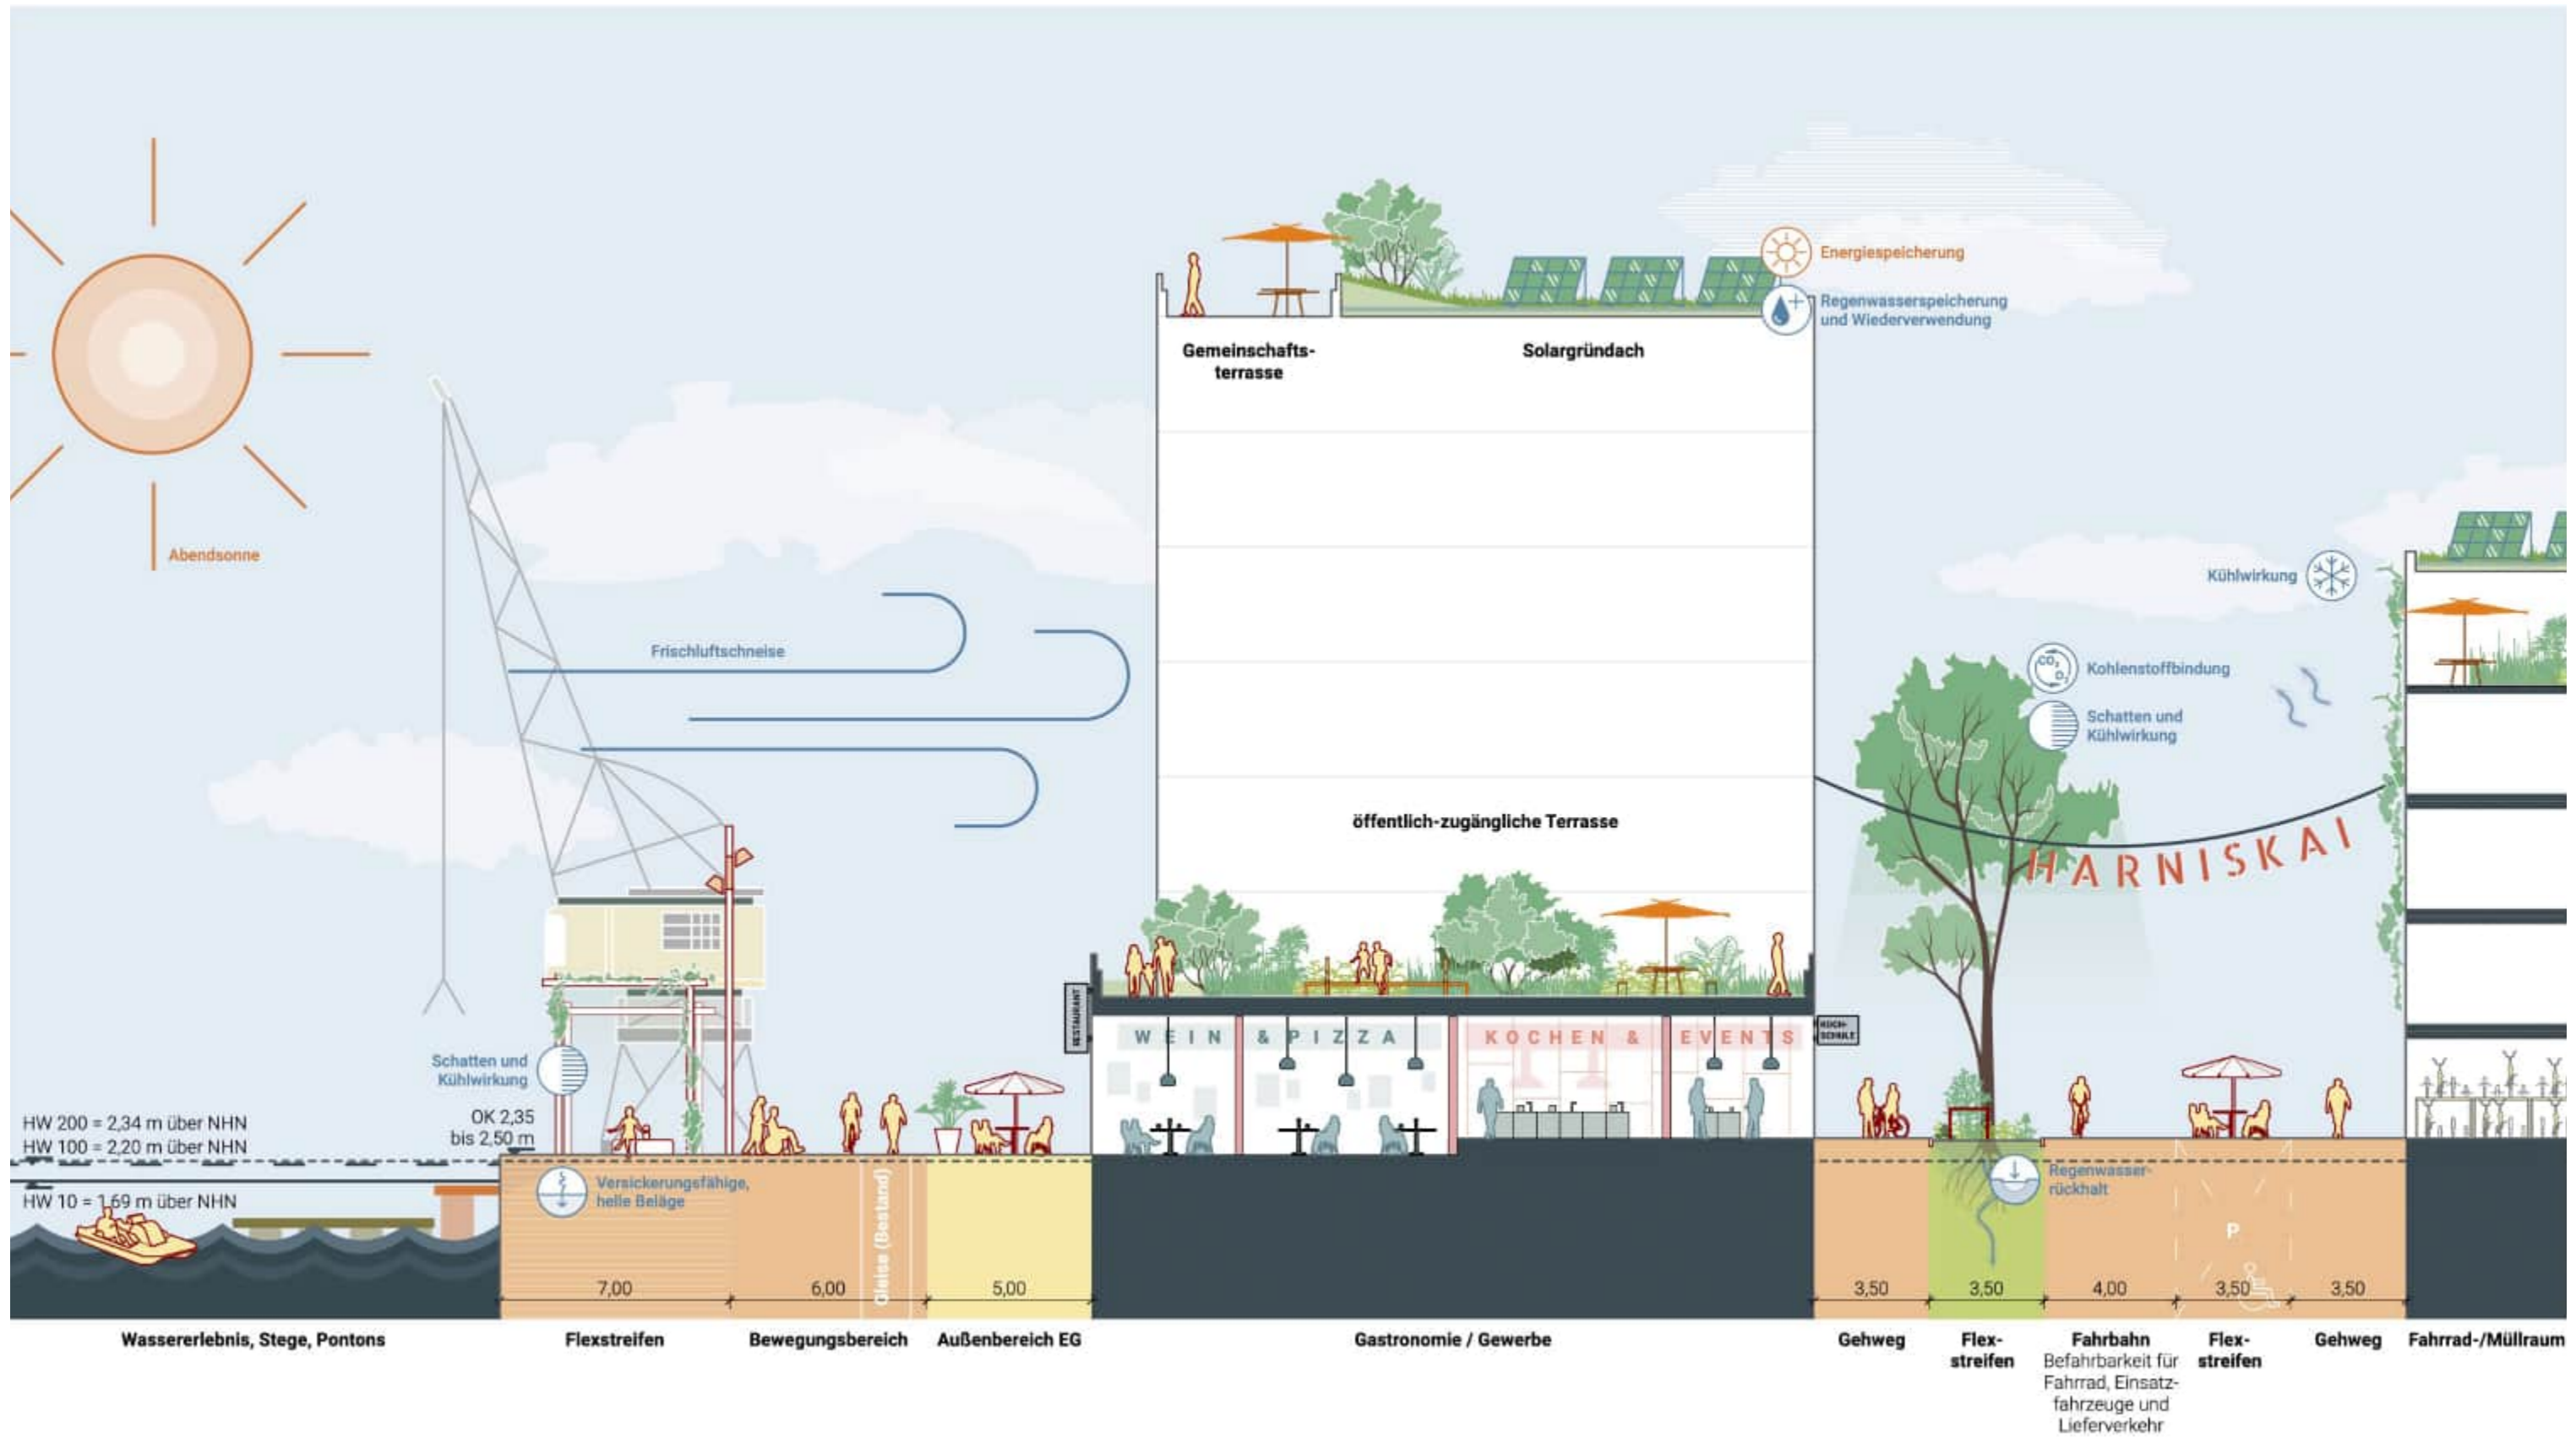 Energiespeicherung
Regenwasserspeicherung
und Wiederverwendung
Gemeinschafts-
terrasse
Solargründach
Abendsonne
Frischluftschneise
Kühlwirkung
CO₂
O₂
Kohlenstoffbindung
Schatten und
Kühlwirkung
öffentlich-zugängliche Terrasse
HARNISKAI
RESTAURANT
WEIN & PIZZA
KOCHEN & EVENTS
KOCH-
SCHULE
Schatten und
Kühlwirkung
HW 200 = 2,34 m über NHN
HW 100 = 2,20 m über NHN
OK 2,35
bis 2,50 m
HW 10 = 1,69 m über NHN
Versickerungsfähige,
helle Beläge
Gleise (Bestand)
Regenwasser-
rückhalt
P
7,00
6,00
5,00
3,50
3,50
4,00
3,50
3,50
Wassererlebnis, Stege, Pontons
Flexstreifen
Bewegungsbereich
Außenbereich EG
Gastronomie / Gewerbe
Gehweg
Flex-
streifen
Fahrbahn
Befahrbarkeit für
Fahrrad, Einsatz-
fahrzeuge und
Lieferverkehr
Flex-
streifen
Gehweg
Fahrrad-/Müllraum